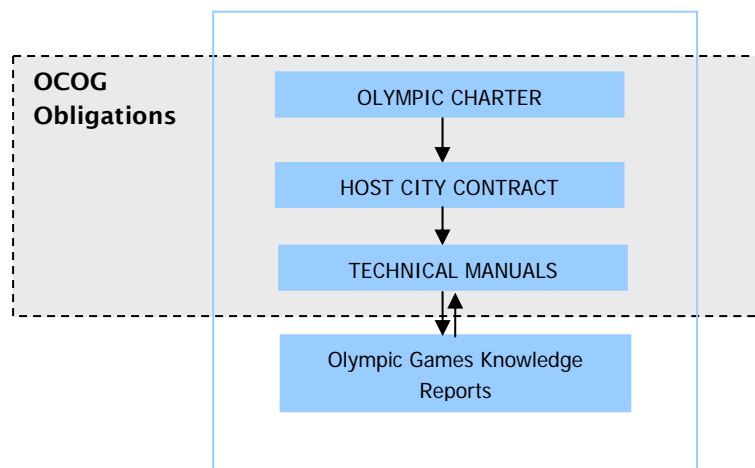 OCOG
Obligations
OLYMPIC CHARTER
HOST CITY CONTRACT
TECHNICAL MANUALS
Olympic Games Knowledge
Reports